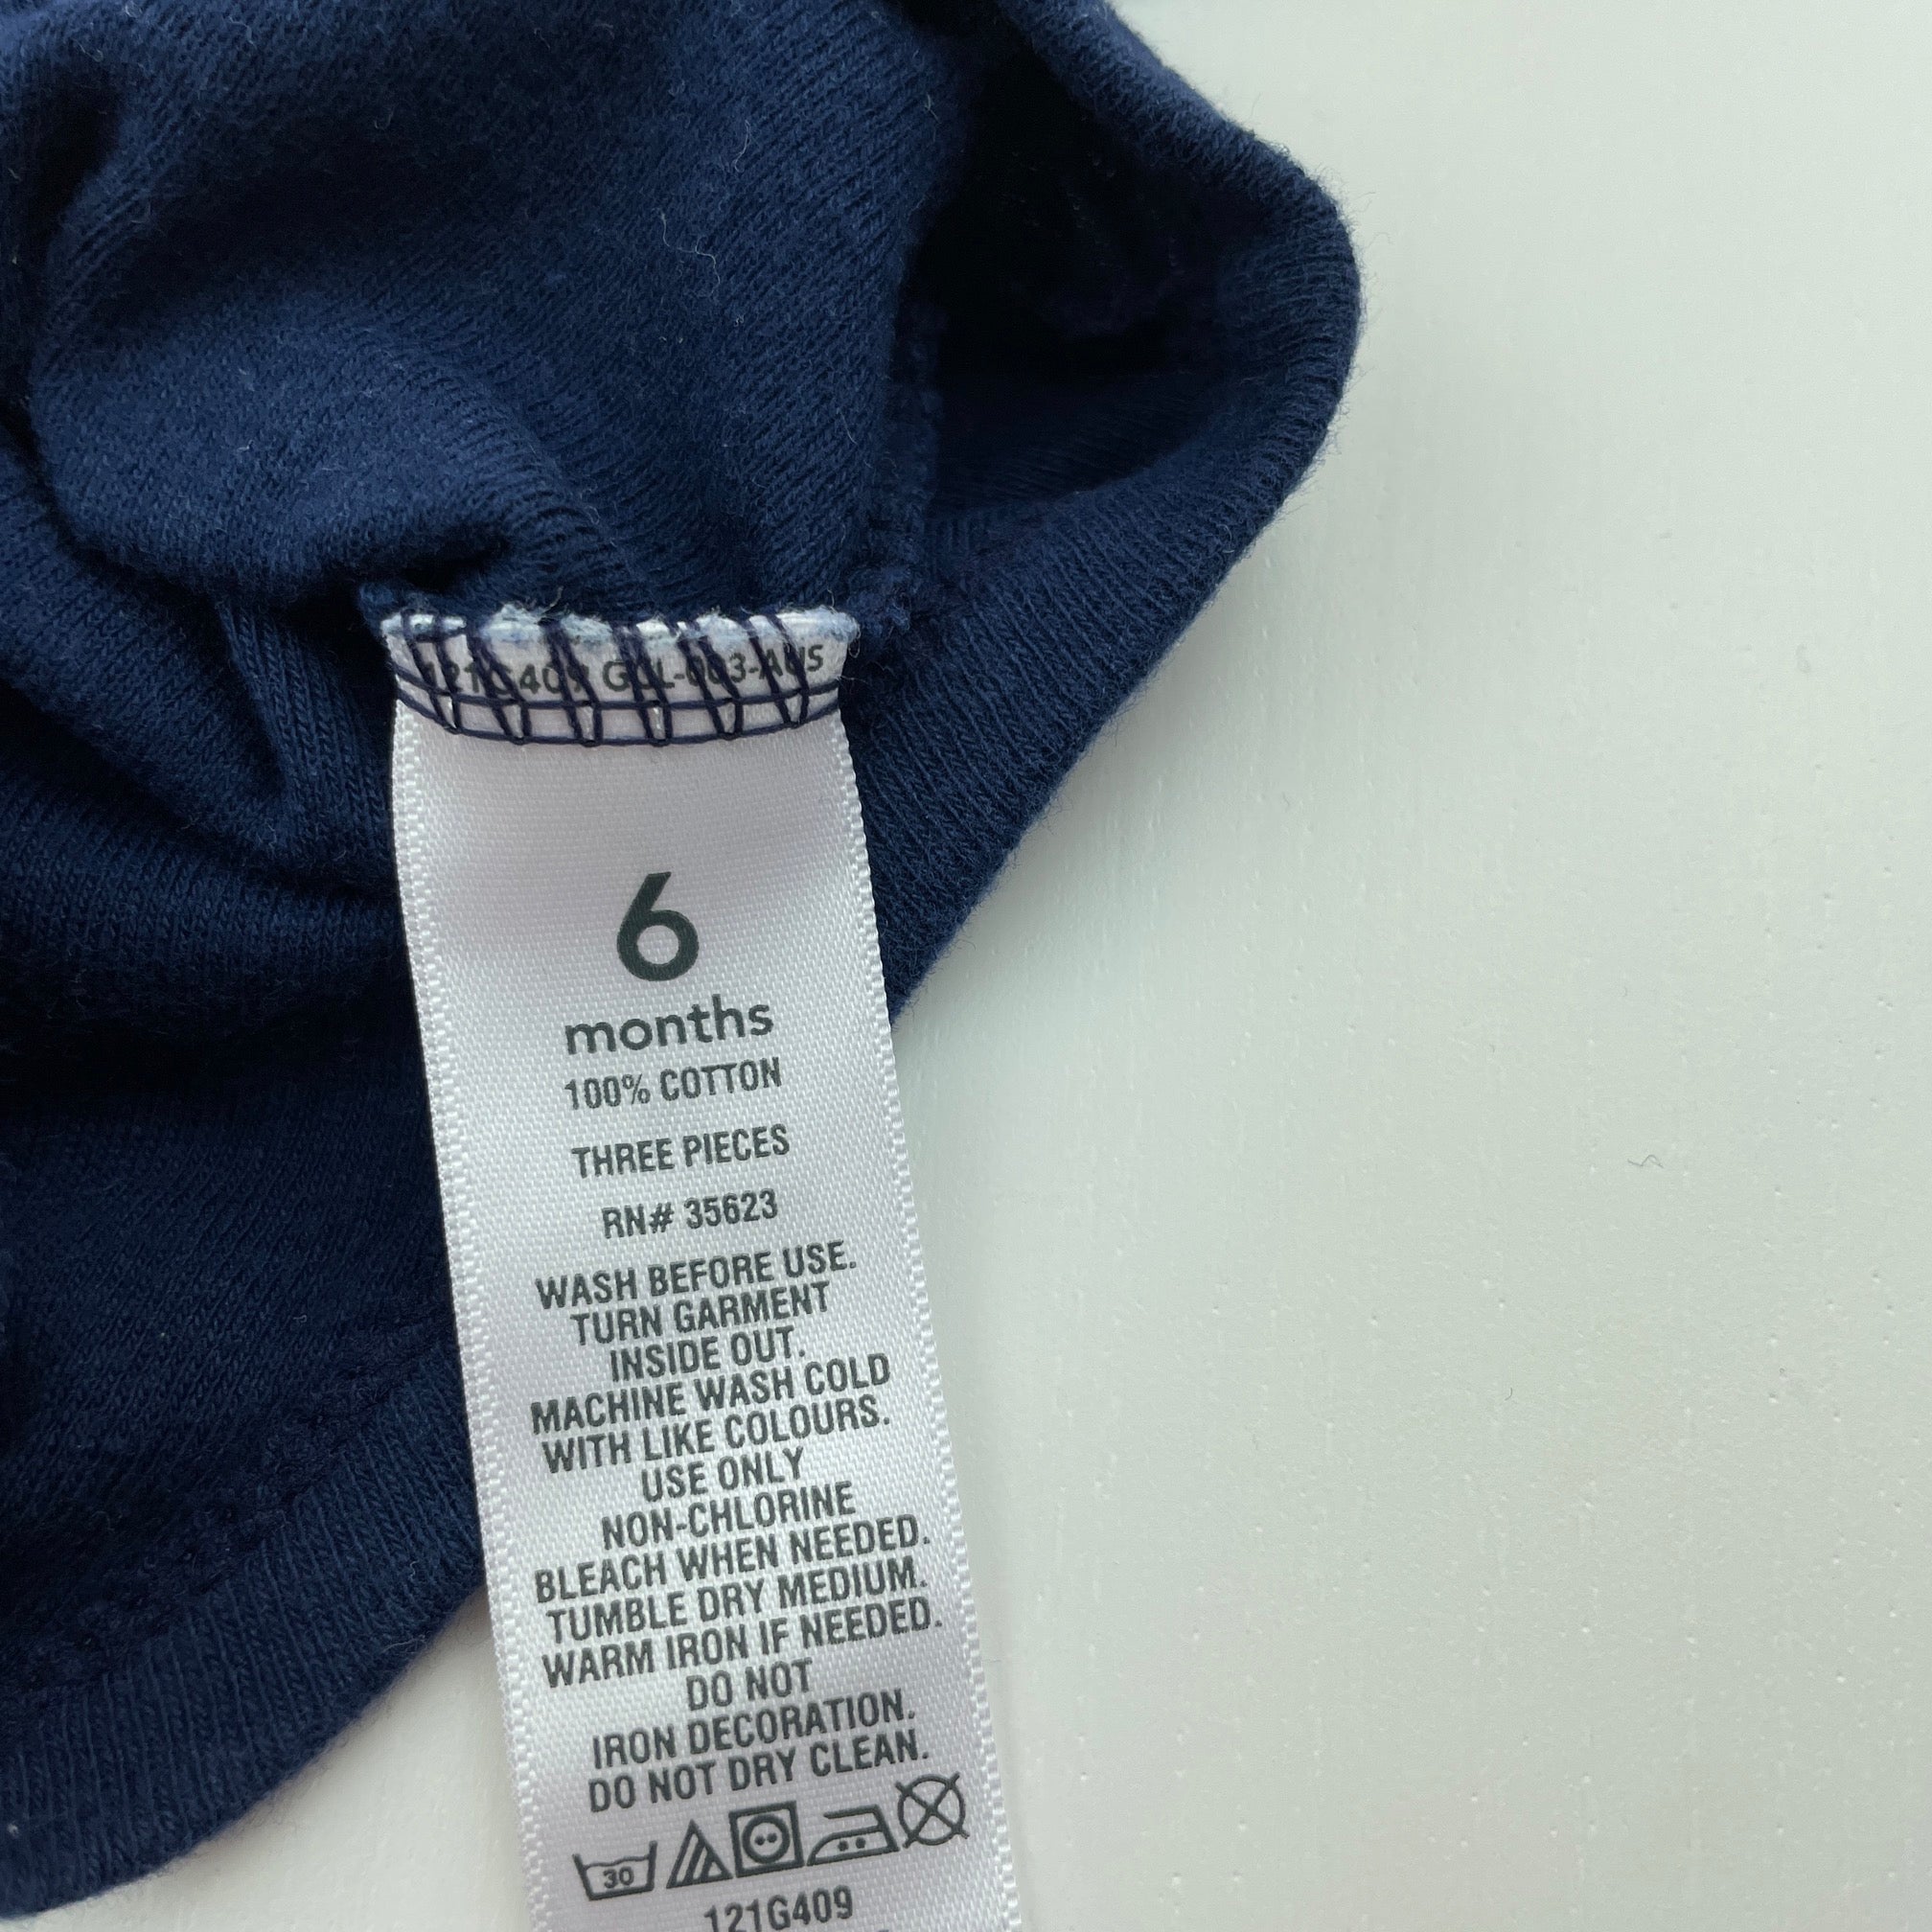 6
months
100% COTTON
THREE PIECES
RN# 35623
WASH BEFORE USE.
TURN GARMENT
INSIDE OUT.
MACHINE WASH COLD
WITH LIKE COLOURS.
USE ONLY
NON-CHLORINE
BLEACH WHEN NEEDED.
TUMBLE DRY MEDIUM.
WARM IRON IF NEEDED.
DO NOT
IRON DECORATION.
DO NOT DRY CLEAN.
30
121G409